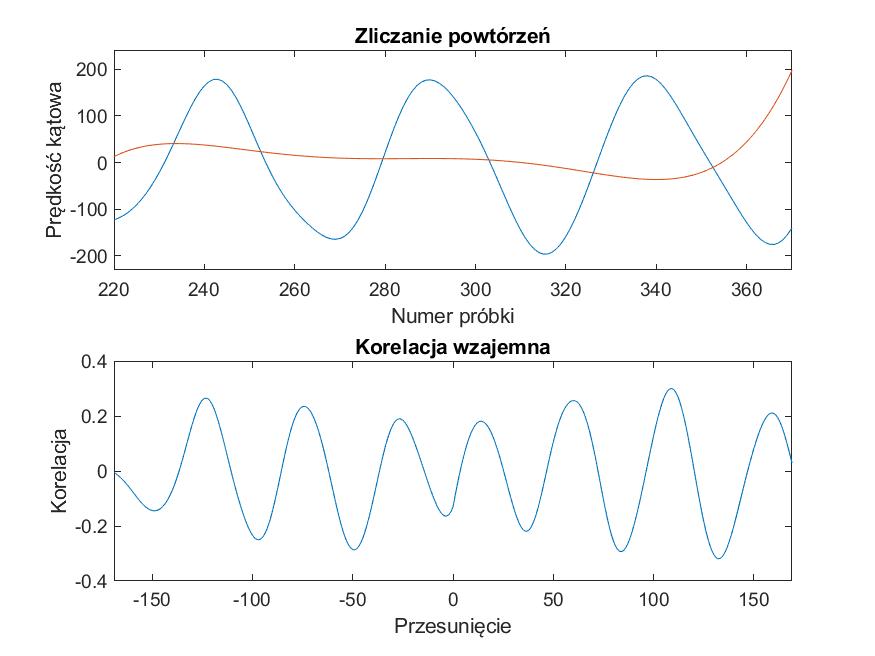 Zliczanie powtórzeń
200
100
0
-100
-200
Prędkość kątowa
220 240 260 280 300 320 340 360
Numer próbki
Korelacja wzajemna
0.4
0.2
0
-0.2
-0.4
Korelacja
-150 -100 -50 0 50 100 150
Przesunięcie